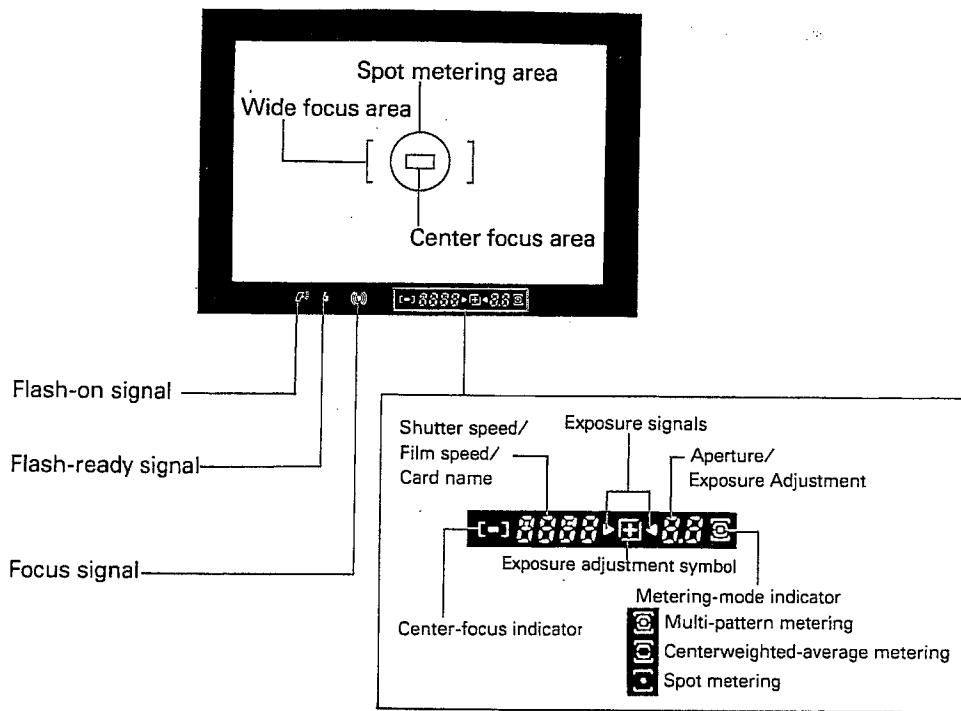 Spot metering area
Wide focus area
Center focus area
Flash-on signal
Flash-ready signal
Focus signal
Shutter speed/
Film speed/
Card name
Exposure signals
Aperture/
Exposure Adjustment
Exposure adjustment symbol
Center-focus indicator
Metering-mode indicator
Multi-pattern metering
Centerweighted-average metering
Spot metering